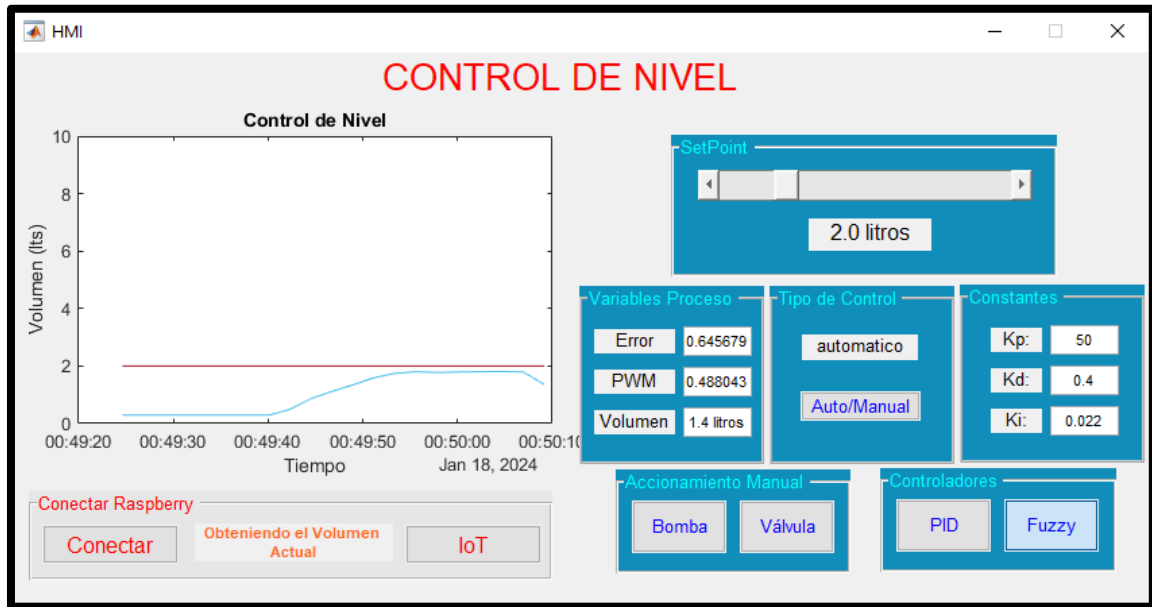 HMI
CONTROL DE NIVEL
Control de Nivel
10
8
6
4
2
0
Volumen (lts)
00:49:20 00:49:30 00:49:40 00:49:50 00:50:00 00:50:10
Tiempo
Jan 18, 2024
SetPoint
2.0 litros
Variables Proceso
Error 0.645679
PWM 0.488043
Volumen 1.4 litros
Tipo de Control
automatico
Auto/Manual
Constantes
Kp: 50
Kd: 0.4
Ki: 0.022
Conectar Raspberry
Conectar
Obteniendo el Volumen
Actual
IoT
Accionamiento Manual
Bomba Válvula
Controladores
PID Fuzzy